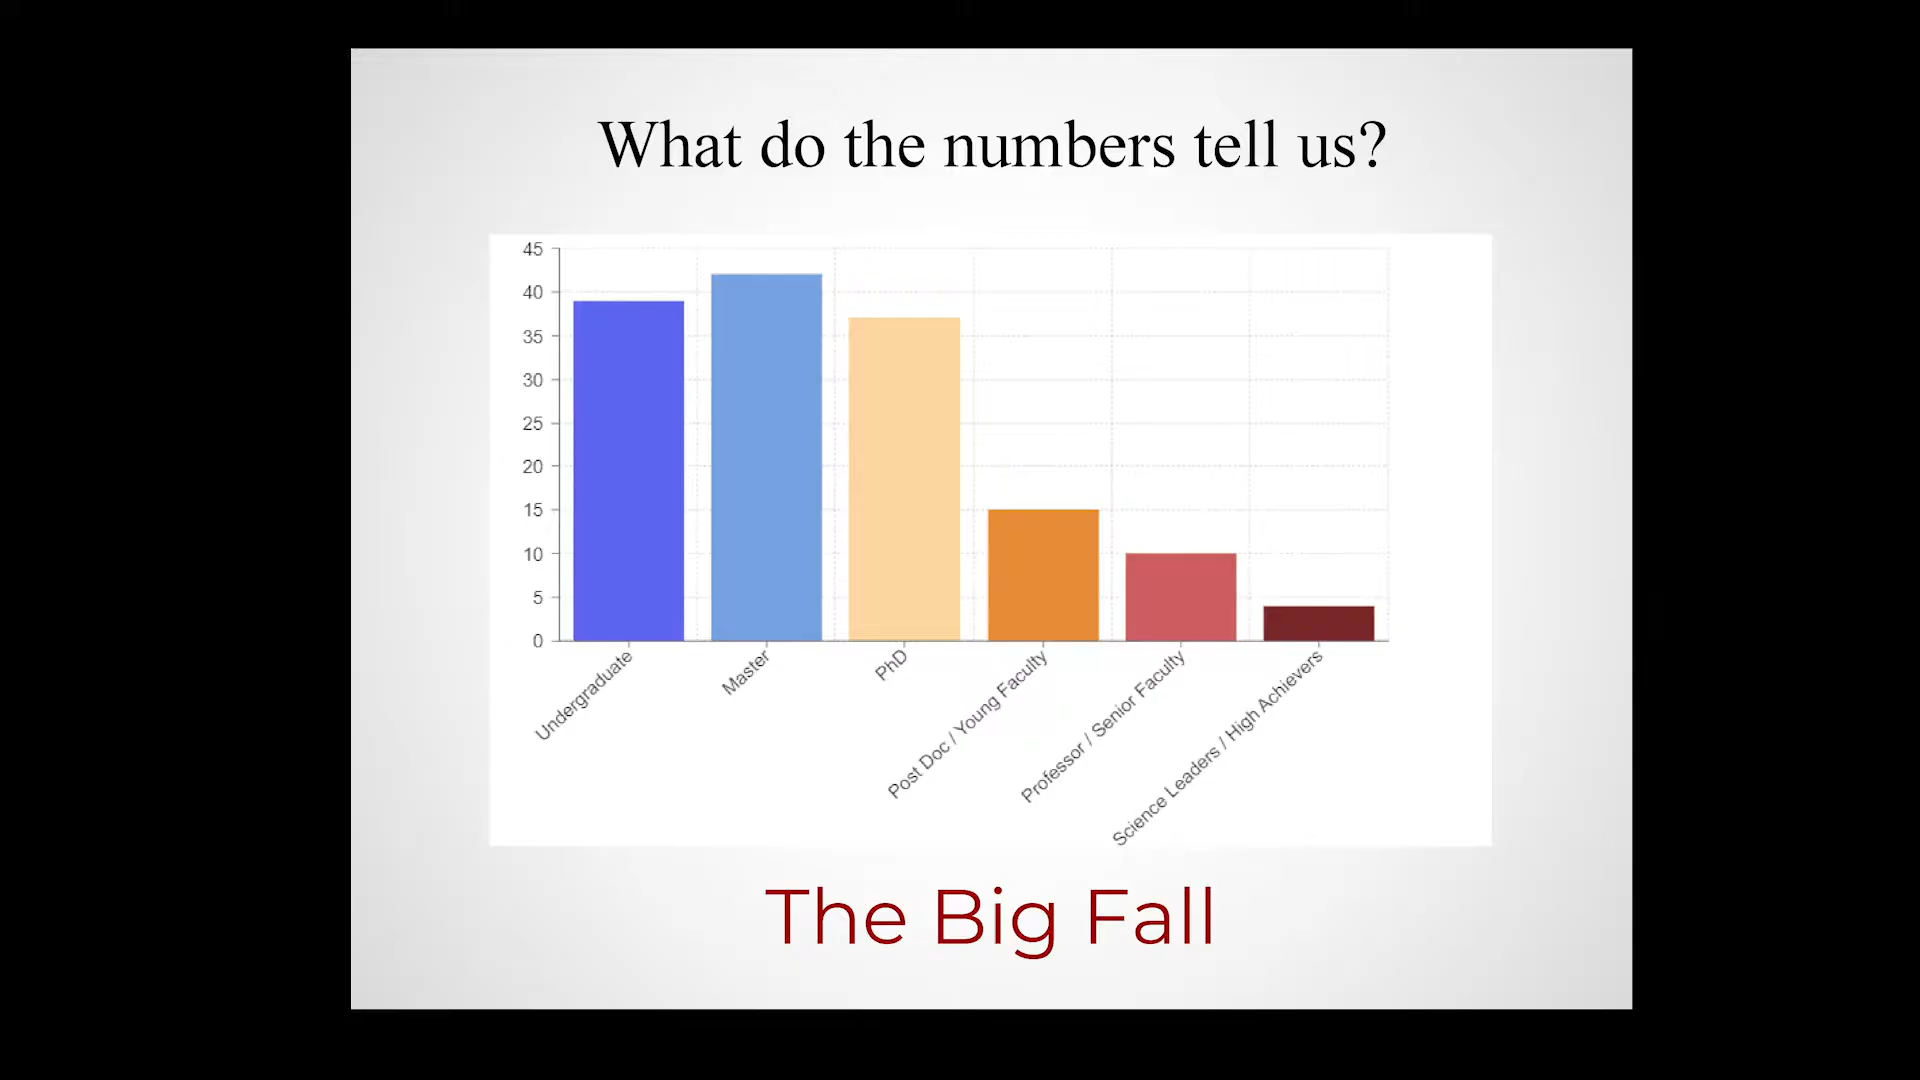 What do the numbers tell us?
45
40
35
30
25
20
15
10
5
0
Undergraduate
Master
PhD
Post Doc / Young Faculty
Professor / Senior Faculty
Science Leaders / High Achievers
The Big Fall